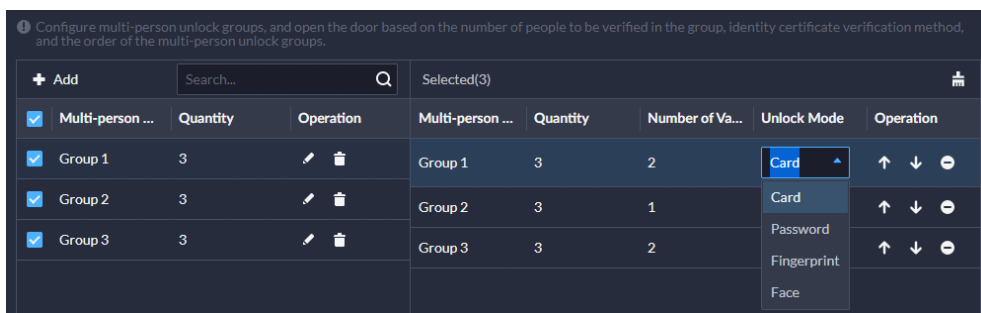 Configure multi-person unlock groups, and open the door based on the number of people to be verified in the group, identity certificate verification method,
and the order of the multi-person unlock groups.
Add Search... Selected(3)
Multi-person ... Quantity Operation Multi-person ... Quantity Number of Va... Unlock Mode Operation
Group 1 3 Group 1 3 2 Card
Group 2 3 Group 2 3 1
Group 3 3 Group 3 3 2
Card
Password
Fingerprint
Face